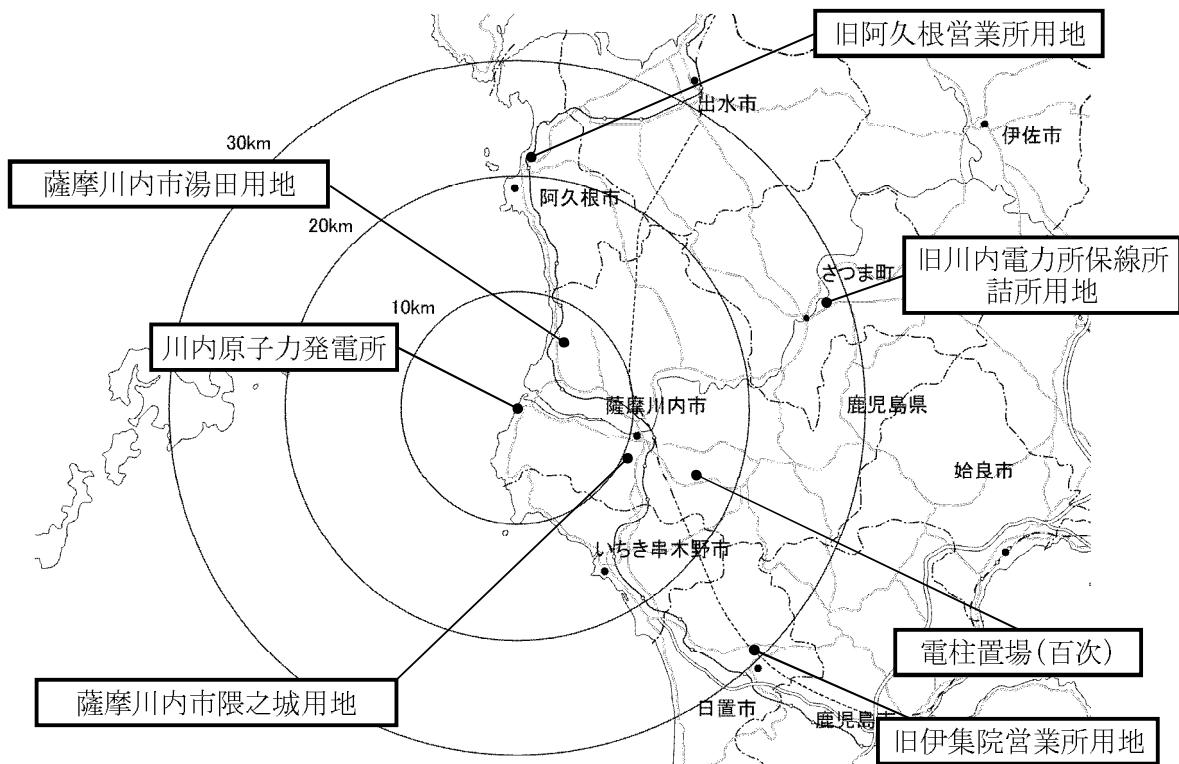 旧阿久根営業所用地
出水市
伊佐市
30km
薩摩川内市湯田用地
阿久根市
20km
さつま町
旧川内電力所保線所
詰所用地
10km
川内原子力発電所
薩摩川内市
鹿児島県
姶良市
いちき串木野市
電柱置場(百次)
薩摩川内市隈之城用地
日置市
鹿児島市
旧伊集院営業所用地